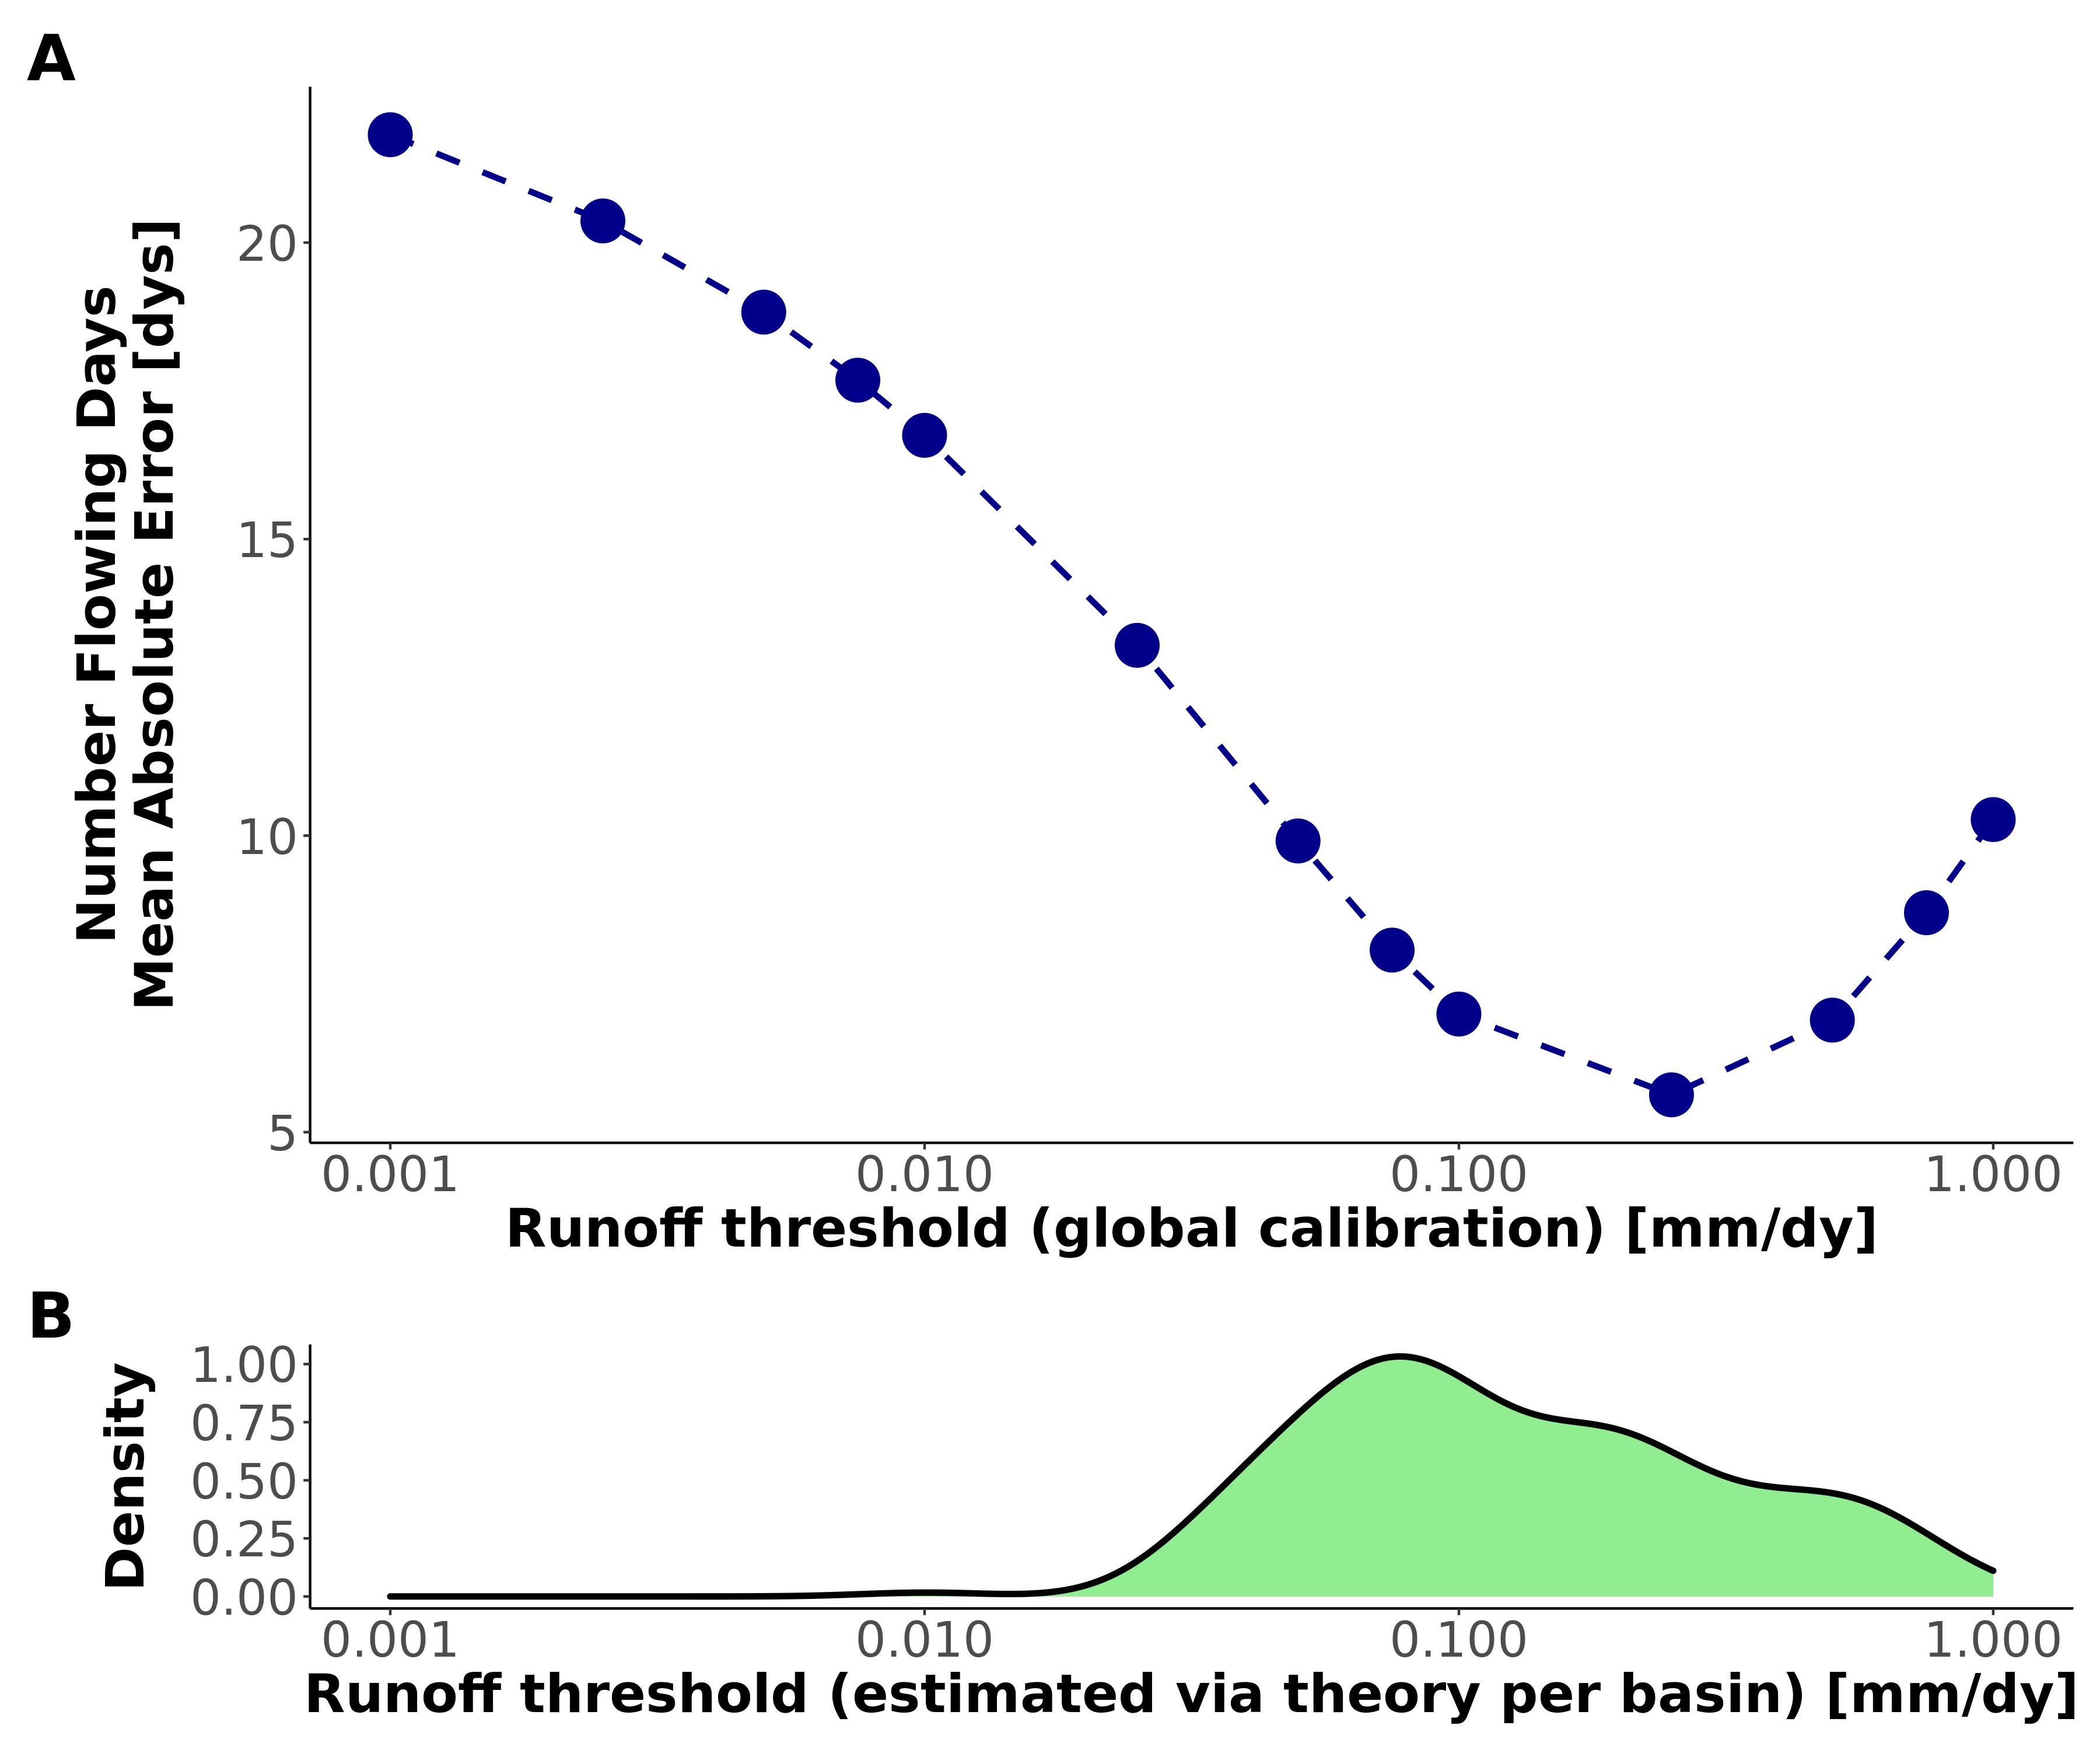 A
Number Flowing Days
Mean Absolute Error [dys]
20
15
10
5
0.001 0.010 0.100 1.000
Runoff threshold (global calibration) [mm/dy]
B
Density
1.00
0.75
0.50
0.25
0.00
0.001 0.010 0.100 1.000
Runoff threshold (estimated via theory per basin) [mm/dy]